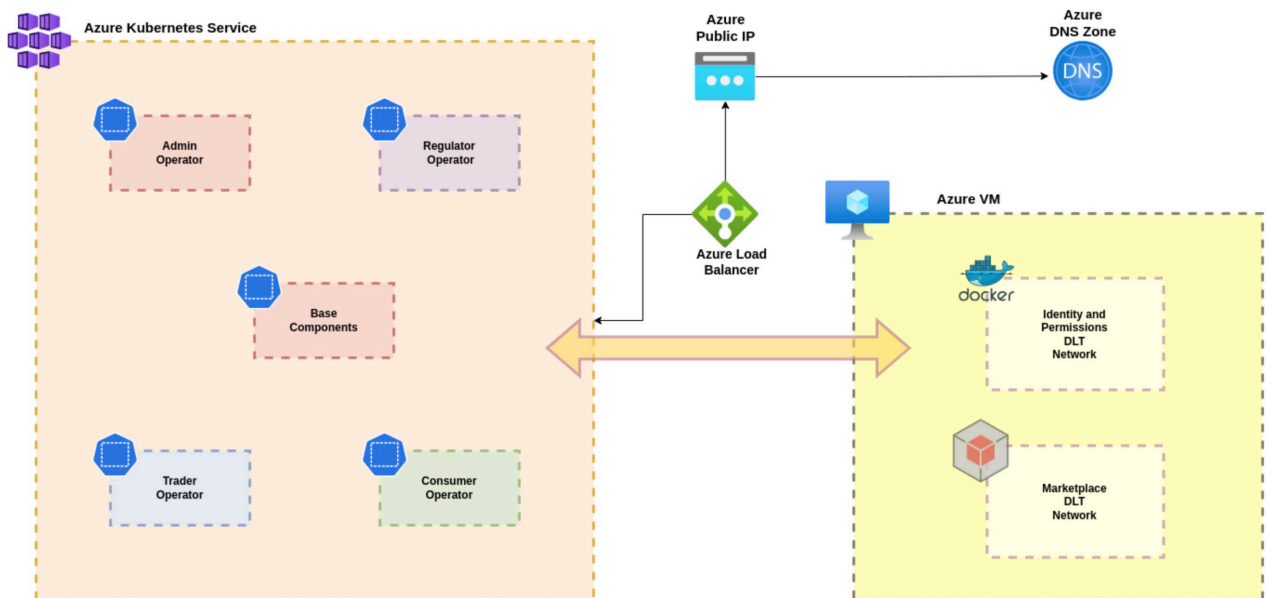 Azure Kubernetes Service
Azure
Public IP
Azure
DNS Zone
DNS
Admin
Operator
Regulator
Operator
Azure VM
Azure Load
Balancer
docker
Base
Components
Identity and
Permissions
DLT
Network
Trader
Operator
Consumer
Operator
Marketplace
DLT
Network